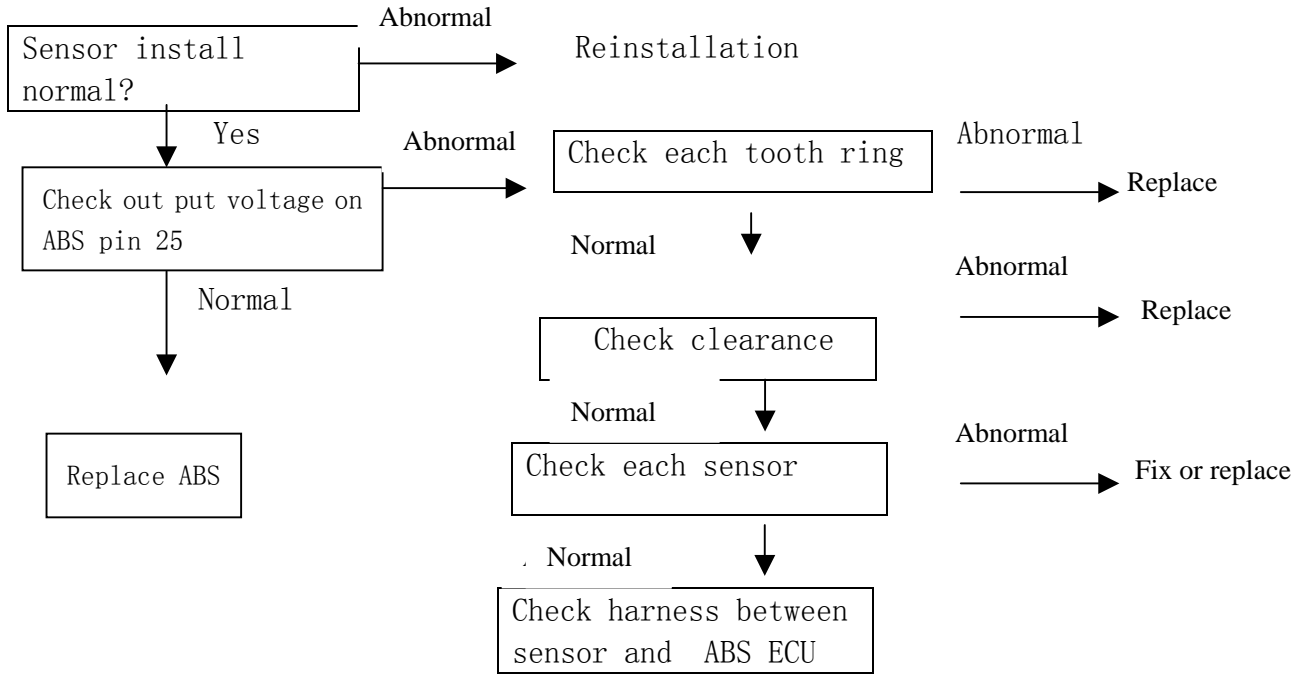 Abnormal
Sensor install
normal?
Reinstallation
Yes
Abnormal
Check each tooth ring
Abnormal
Replace
Check out put voltage on
ABS pin 25
Normal
Abnormal
Normal
Replace
Check clearance
Normal
Abnormal
Replace ABS
Check each sensor
Fix or replace
Normal
Check harness between
sensor and ABS ECU